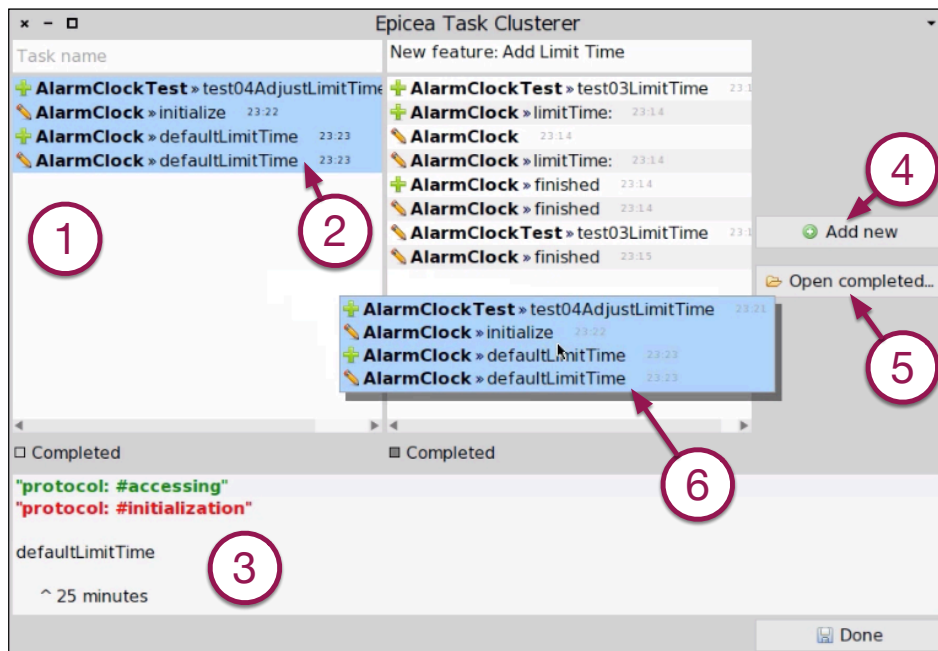 Epicea Task Clusterer
Task name
New feature: Add Limit Time
AlarmClockTest » test04AdjustLimitTime
AlarmClock » initialize 23:22
AlarmClock » defaultLimitTime 23:23
AlarmClock » defaultLimitTime 23:23
AlarmClockTest » test03LimitTime 23:1
AlarmClock » limitTime: 23:14
AlarmClock 23:14
AlarmClock » limitTime: 23:14
AlarmClock » finished 23:14
AlarmClock » finished 23:14
AlarmClockTest » test03LimitTime 23:1
AlarmClock » finished 23:15
1
2
4
Add new
Open completed...
5
AlarmClockTest » test04AdjustLimitTime 23:21
AlarmClock » initialize 23:22
AlarmClock » defaultLimitTime 23:23
AlarmClock » defaultLimitTime 23:23
6
Completed
Completed
"protocol: #accessing"
"protocol: #initialization"
defaultLimitTime
^ 25 minutes
3
Done